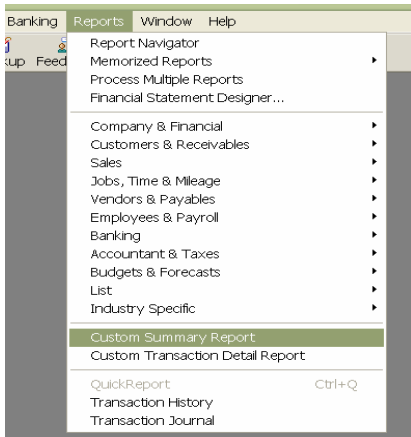 Banking Reports Window Help
kup Feed
Report Navigator
Memorized Reports
Process Multiple Reports
Financial Statement Designer...
Company & Financial
Customers & Receivables
Sales
Jobs, Time & Mileage
Vendors & Payables
Employees & Payroll
Banking
Accountant & Taxes
Budgets & Forecasts
List
Industry Specific
Custom Summary Report
Custom Transaction Detail Report
QuickReport Ctrl+Q
Transaction History
Transaction Journal